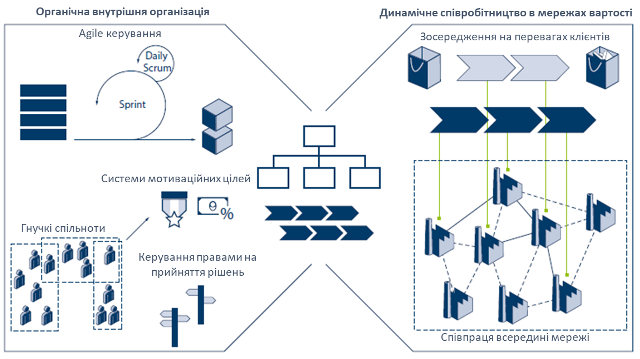 Органічна внутрішня організація
Agile керування
Daily
Scrum
Sprint
Системи мотиваційних цілей
%
Гнучкі спільноти
Керування правами на
прийняття рішень
Динамічне співробітництво в мережах вартості
Зосередження на перевагах клієнтів
Співпраця всередині мережі